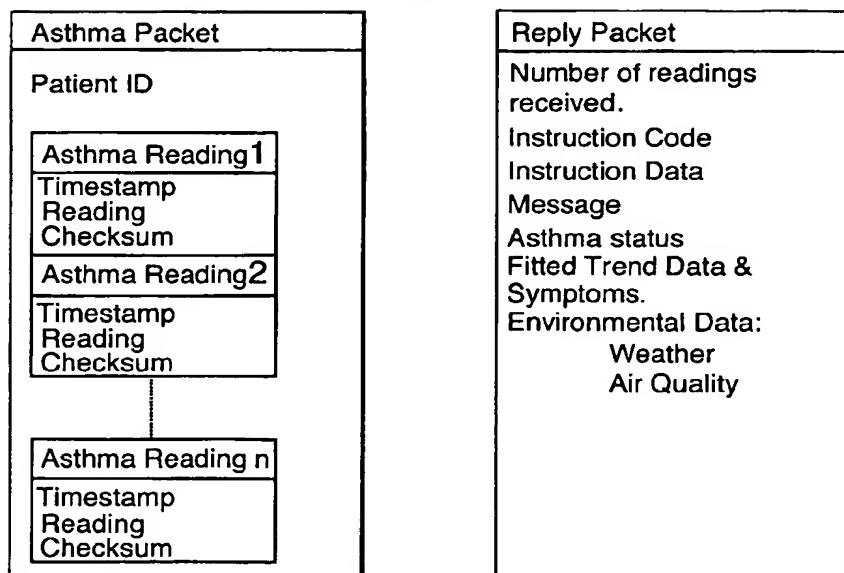 Asthma Packet
Patient ID
Asthma Reading1
Timestamp
Reading
Checksum
Asthma Reading2
Timestamp
Reading
Checksum
Asthma Reading n
Timestamp
Reading
Checksum
Reply Packet
Number of readings
received.
Instruction Code
Instruction Data
Message
Asthma status
Fitted Trend Data &
Symptoms.
Environmental Data:
Weather
Air Quality